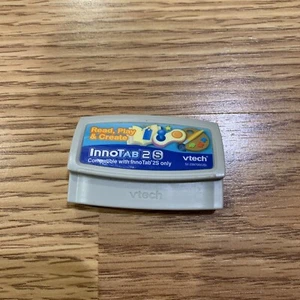 Read, Play
& Create
InnoTAB 2S
Compatible with InnoTab®2S only
vtech®
vtech